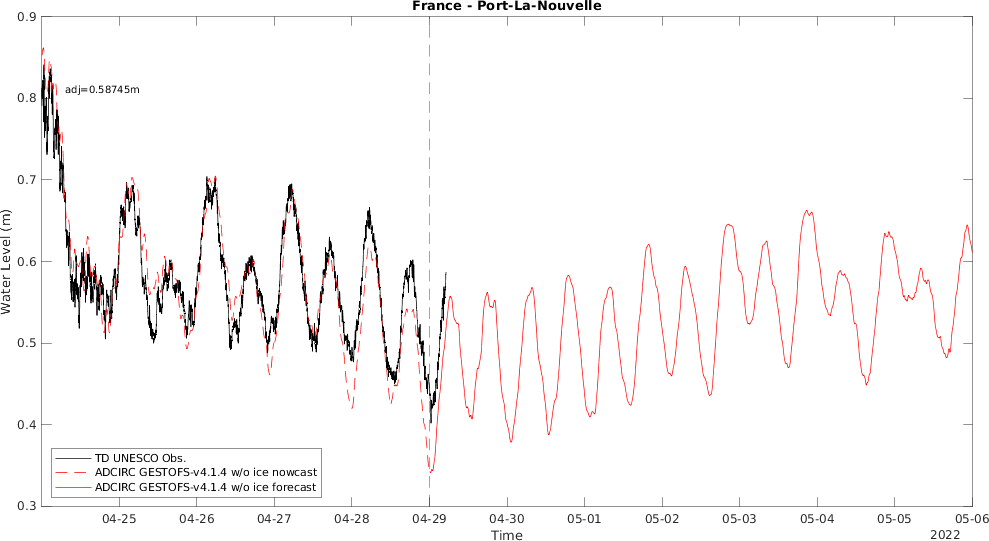 France - Port-La-Nouvelle
0.9
0.8
0.7
0.6
0.5
0.4
0.3
Water Level (m)
adj=0.58745m
TD UNESCO Obs.
ADCIRC GESTOFS-v4.1.4 w/o ice nowcast
ADCIRC GESTOFS-v4.1.4 w/o ice forecast
04-25 04-26 04-27 04-28 04-29 04-30 05-01 05-02 05-03 05-04 05-05 05-06
Time
2022